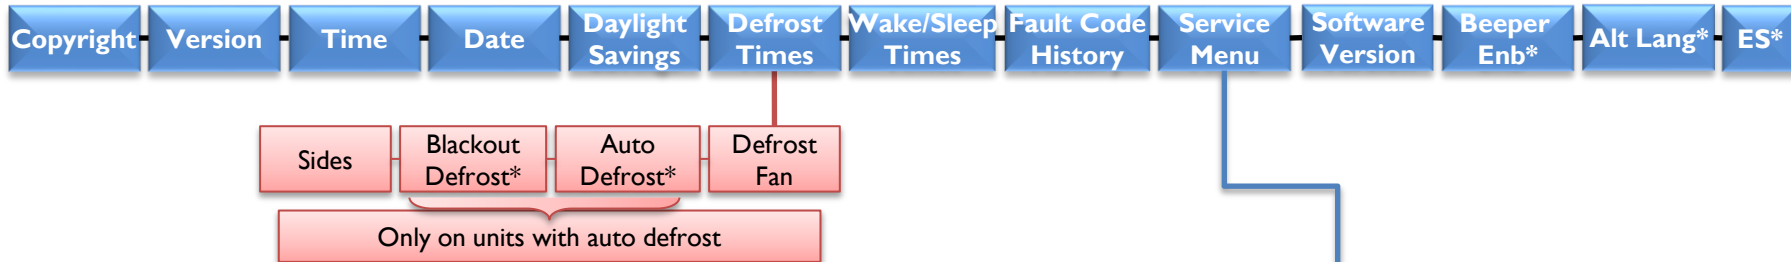 Copyright
Version
Time
Date
Daylight
Savings
Defrost
Times
Wake/Sleep
Times
Fault Code
History
Service
Menu
Software
Version
Beeper
Enb*
Alt Lang*
ES*
Sides
Blackout
Defrost*
Auto
Defrost*
Defrost
Fan
Only on units with auto defrost